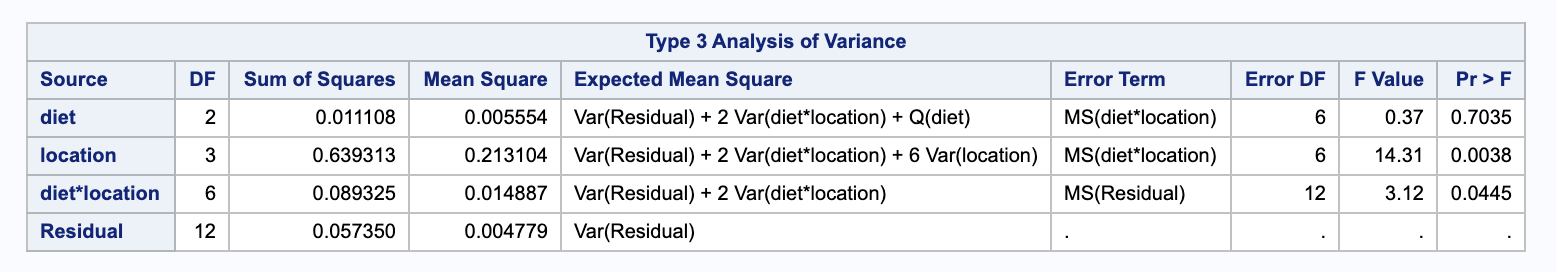 Type 3 Analysis of Variance
Source DF Sum of Squares Mean Square Expected Mean Square Error Term Error DF F Value Pr > F
diet 2 0.011108 0.005554 Var(Residual) + 2 Var(diet*location) + Q(diet) MS(diet*location) 6 0.37 0.7035
location 3 0.639313 0.213104 Var(Residual) + 2 Var(diet*location) + 6 Var(location) MS(diet*location) 6 14.31 0.0038
diet*location 6 0.089325 0.014887 Var(Residual) + 2 Var(diet*location) MS(Residual) 12 3.12 0.0445
Residual 12 0.057350 0.004779 Var(Residual) . . . .